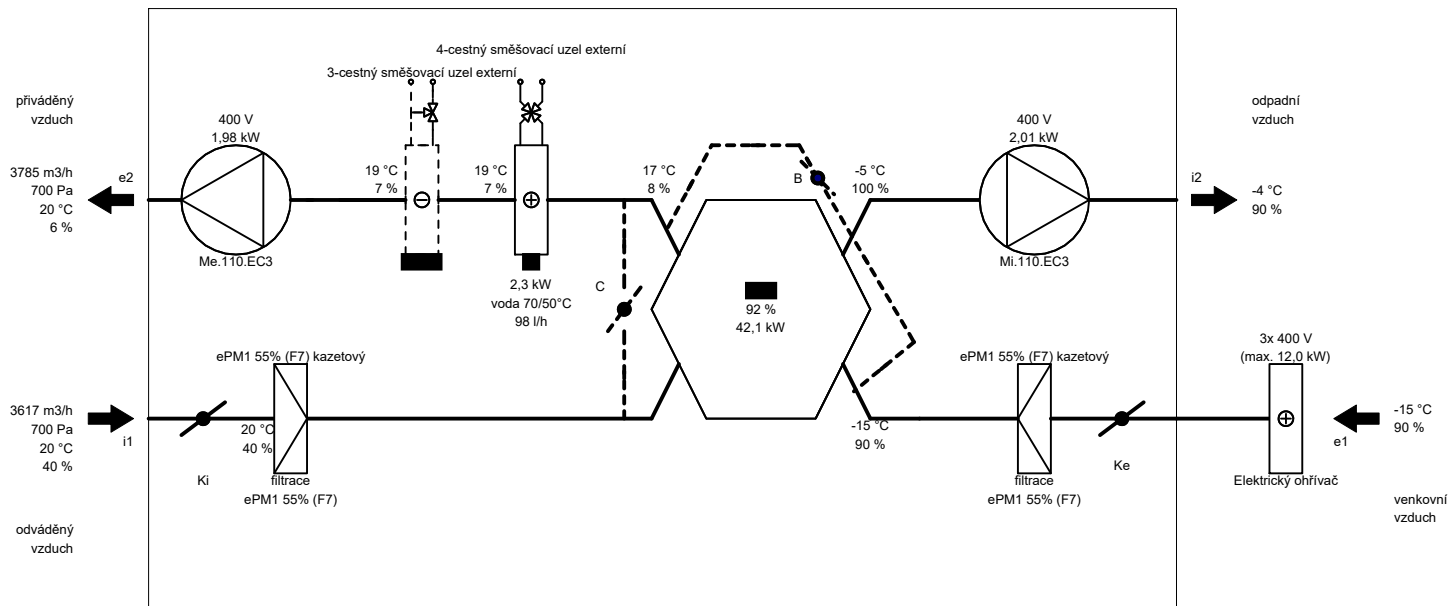 4-cestný směšovací uzel externí
3-cestný směšovací uzel externí
přiváděný
vzduch
400 V
1,98 kW
3785 m3/h
700 Pa
20 °C
6 %
e2
Me.110.EC3
19 °C
7 %
19 °C
7 %
2,3 kW
voda 70/50°C
98 l/h
17 °C
8 %
C
B
-5 °C
100 %
400 V
2,01 kW
Mi.110.EC3
odpadní
vzduch
i2
-4 °C
90 %
92 %
42,1 kW
3617 m3/h
700 Pa
20 °C
40 %
i1
Ki
ePM1 55% (F7) kazetový
20 °C
40 %
filtrace
ePM1 55% (F7)
odváděný
vzduch
-15 °C
90 %
ePM1 55% (F7) kazetový
filtrace
ePM1 55% (F7)
Ke
3x 400 V
(max. 12,0 kW)
Elektrický ohřívač
e1
-15 °C
90 %
venkovní
vzduch